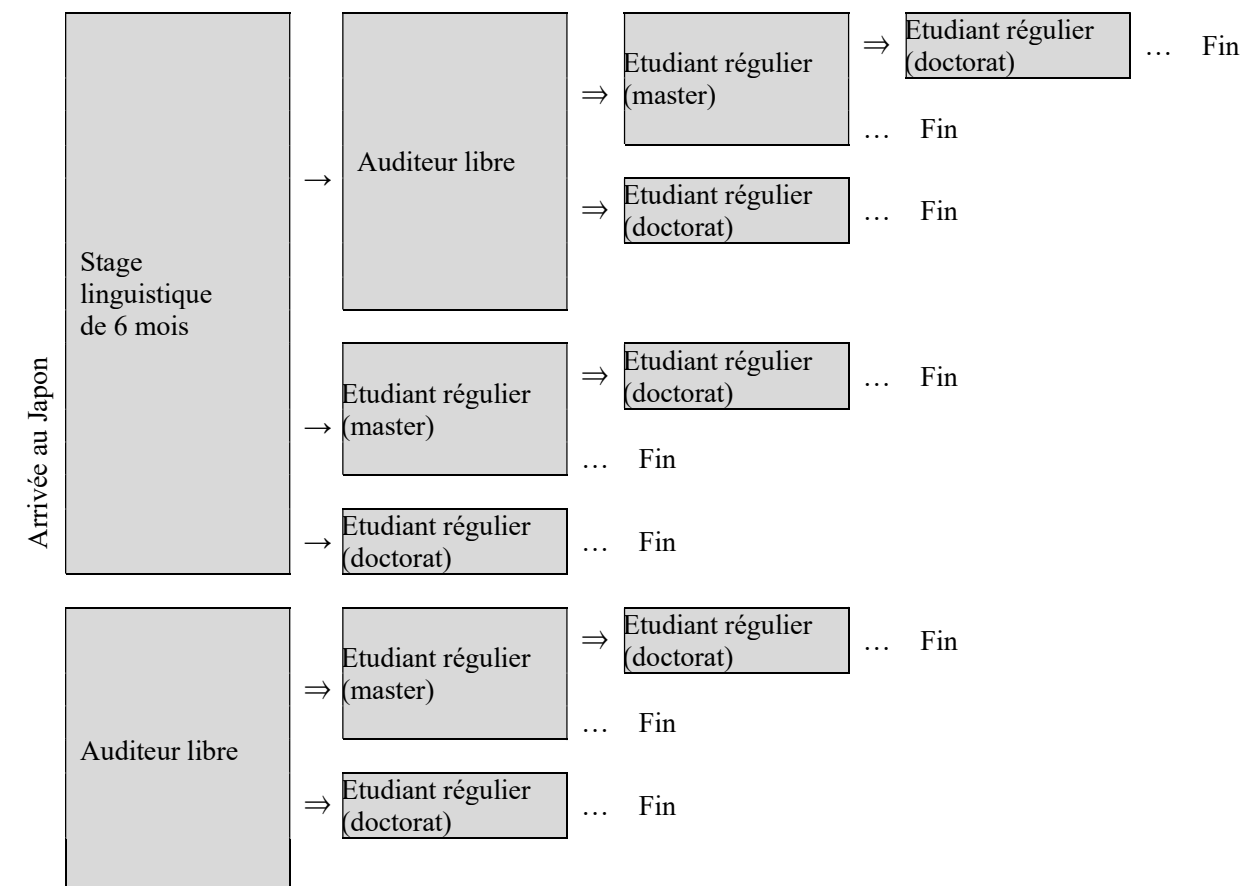 Arrivée au Japon
Stage
linguistique
de 6 mois
→
Auditeur libre
⇒
Etudiant régulier
(master)
⇒
Etudiant régulier
(doctorat)
… Fin
… Fin
⇒
Etudiant régulier
(doctorat)
… Fin
→
Etudiant régulier
(master)
⇒
Etudiant régulier
(doctorat)
… Fin
… Fin
→
Etudiant régulier
(doctorat)
… Fin
Auditeur libre
⇒
Etudiant régulier
(master)
⇒
Etudiant régulier
(doctorat)
… Fin
… Fin
⇒
Etudiant régulier
(doctorat)
… Fin